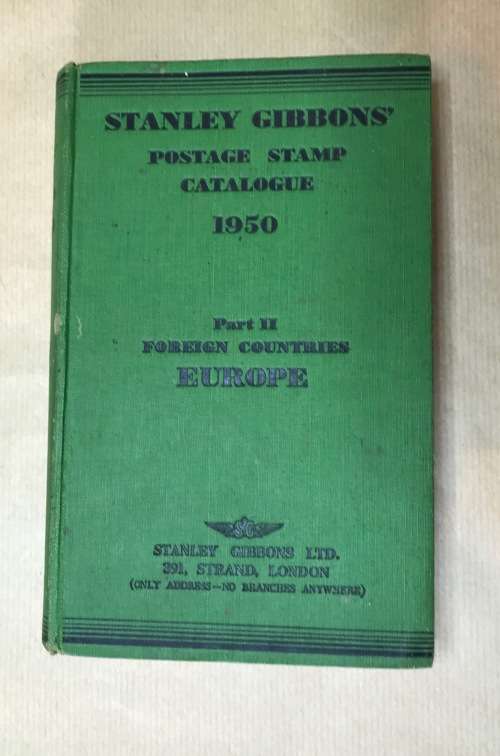 STANLEY GIBBONS'
POSTAGE STAMP
CATALOGUE
1950
Part II
FOREIGN COUNTRIES
EUROPE
SG
STANLEY GIBBONS LTD.
391, STRAND, LONDON
(ONLY ADDRESS—NO BRANCHES ANYWHERE)